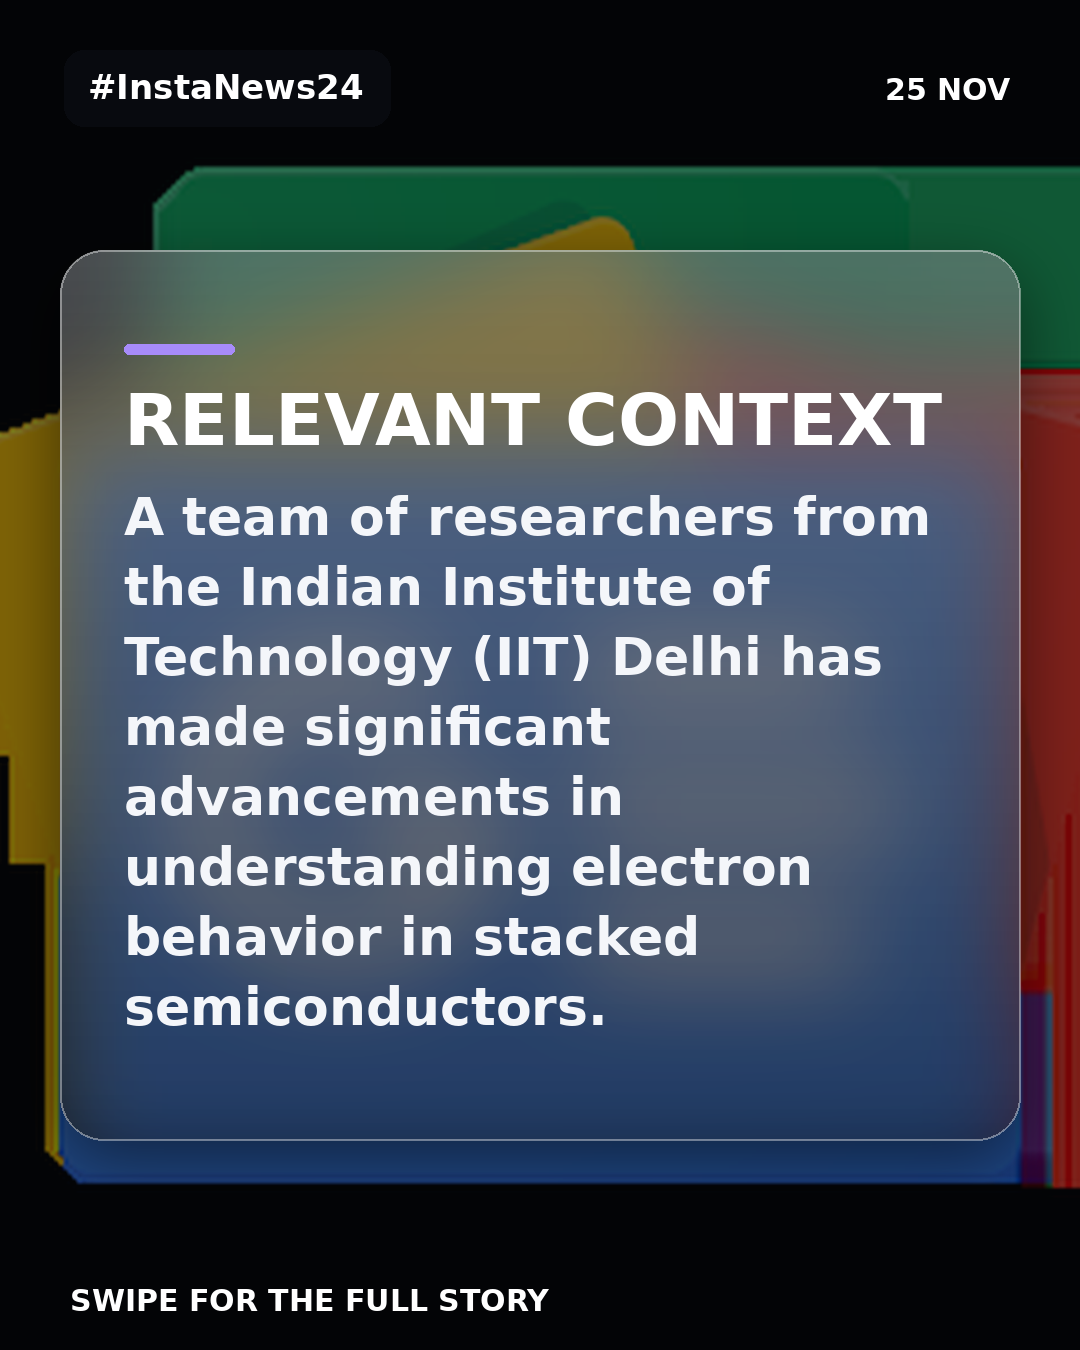 #InstaNews24
25 NOV
RELEVANT CONTEXT
A team of researchers from
the Indian Institute of
Technology (IIT) Delhi has
made significant
advancements in
understanding electron
behavior in stacked
semiconductors.
SWIPE FOR THE FULL STORY